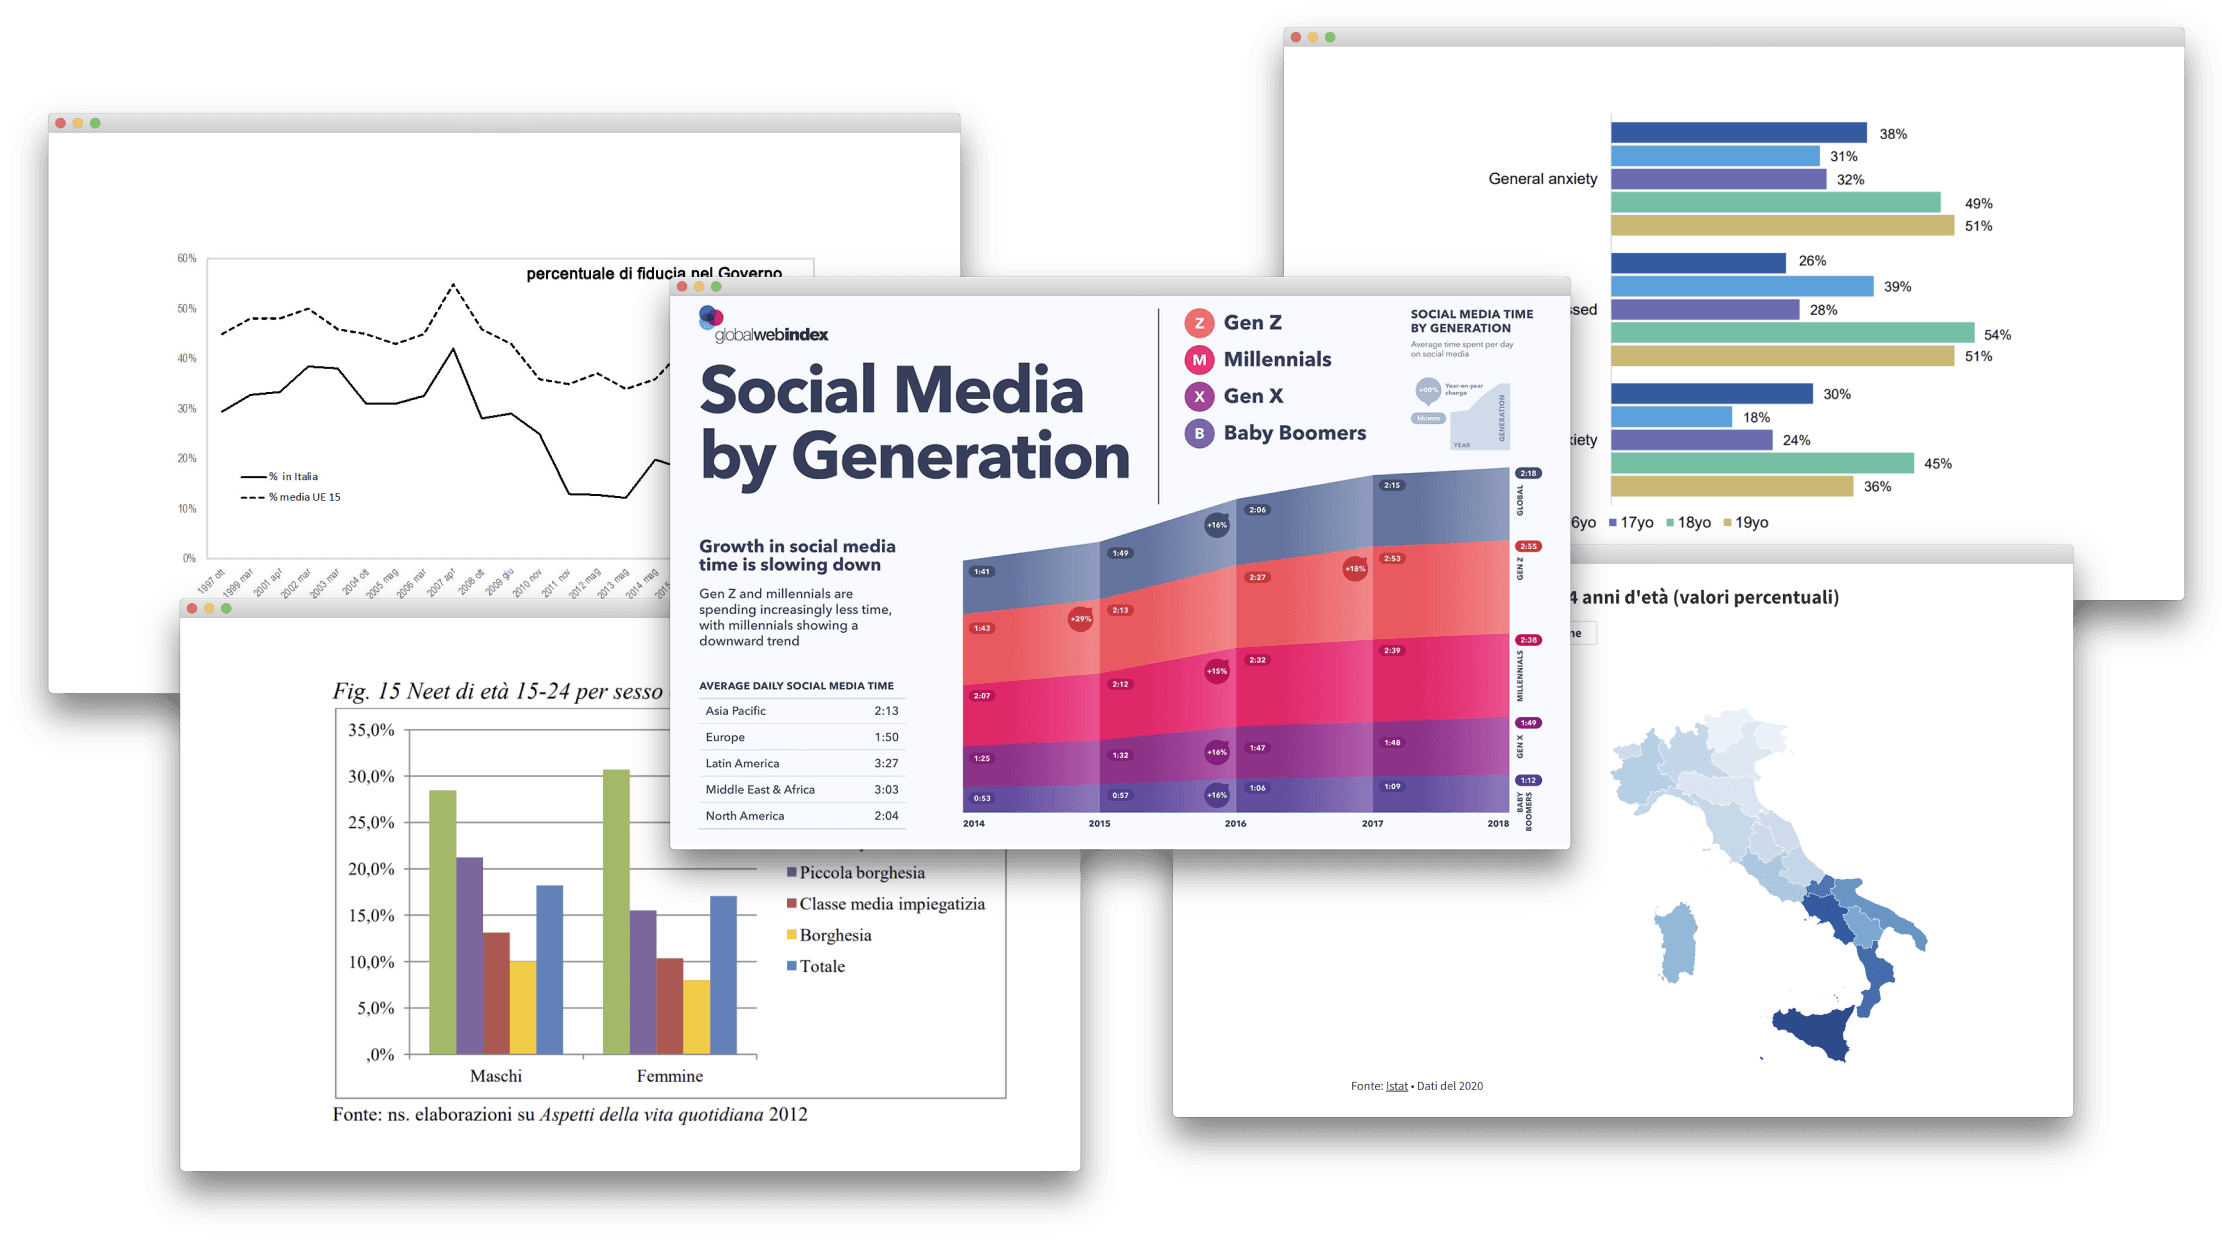 60%
50%
40%
30%
20%
10%
0%
percentuale di fiducia nel Governo
% in Italia
% media UE 15
1997 ott
1999 mar
2001 apr
2002 mar
2003 mar
2004 ott
2005 mag
2006 mar
2007 apr
2008 ott
2009 giu
2010 nov
2011 nov
2012 mag
2013 mag
2014 mag
General anxiety
38%
31%
32%
49%
51%
ssed
26%
39%
28%
54%
51%
xiety
30%
18%
24%
45%
36%
6yo 17yo 18yo 19yo
globalwebindex
Social Media
by Generation
Z Gen Z
M Millennials
X Gen X
B Baby Boomers
SOCIAL MEDIA TIME
BY GENERATION
Average time spent per day
on social media
+00%
Year-on-year
change
hh:mm
YEAR
GENERATION
Growth in social media
time is slowing down
Gen Z and millennials are
spending increasingly less time,
with millennials showing a
downward trend
AVERAGE DAILY SOCIAL MEDIA TIME
Asia Pacific 2:13
Europe 1:50
Latin America 3:27
Middle East & Africa 3:03
North America 2:04
1:41 1:49 +16% 2:06 2:15 2:18 GLOBAL
1:43 +29% 2:13 2:27 +18% 2:53 2:55 GEN Z
2:07 2:12 +15% 2:32 2:39 2:38 MILLENNIALS
1:25 1:32 +16% 1:47 1:48 1:49 GEN X
0:53 0:57 +16% 1:06 1:09 1:12 BABY BOOMERS
2014 2015 2016 2017 2018
Fig. 15 Neet di età 15-24 per sesso
35,0%
30,0%
25,0%
20,0%
15,0%
10,0%
5,0%
,0%
Maschi Femmine
Piccola borghesia
Classe media impiegatizia
Borghesia
Totale
Fonte: ns. elaborazioni su Aspetti della vita quotidiana 2012
4 anni d'età (valori percentuali)
ne
Fonte: Istat • Dati del 2020